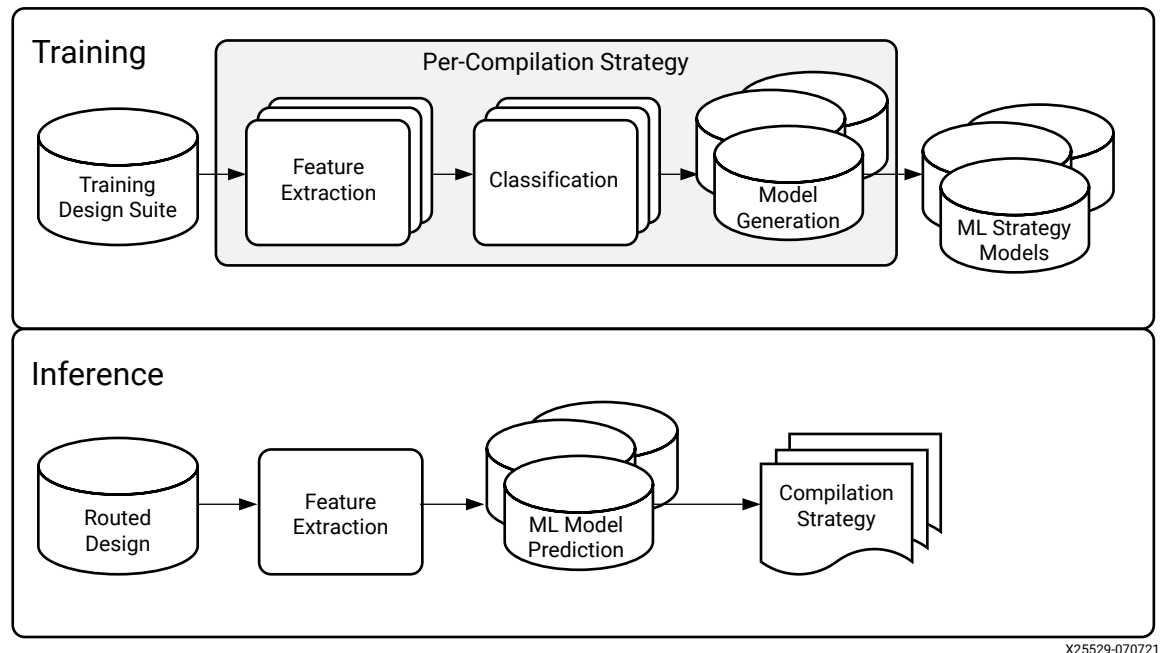 Training
Per-Compilation Strategy
Training
Design Suite
Feature
Extraction
Classification
Model
Generation
ML Strategy
Models
Inference
Routed
Design
Feature
Extraction
ML Model
Prediction
Compilation
Strategy
X25529-070721